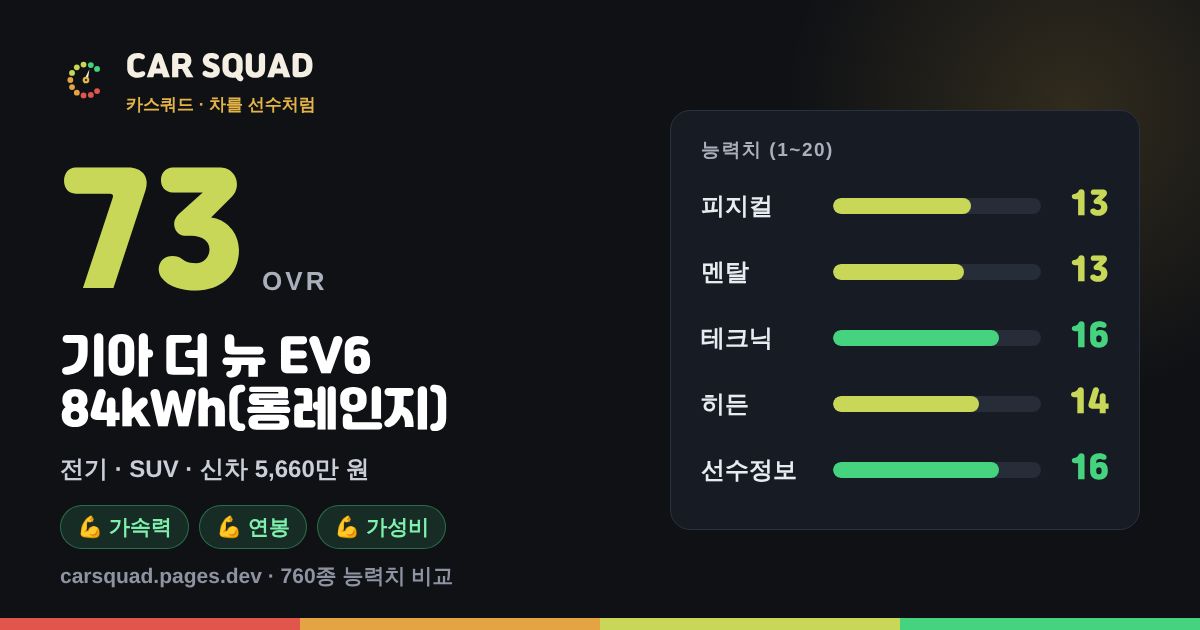 CAR SQUAD
카스쿼드 · 차를 선수처럼
73 OVR
기아 더 뉴 EV6
84kWh(롱레인지)
전기 · SUV · 신차 5,660만 원
💪 가속력 💪 연봉 💪 가성비
carsquad.pages.dev · 760종 능력치 비교
능력치 (1~20)
피지컬 13
멘탈 13
테크닉 16
히든 14
선수정보 16